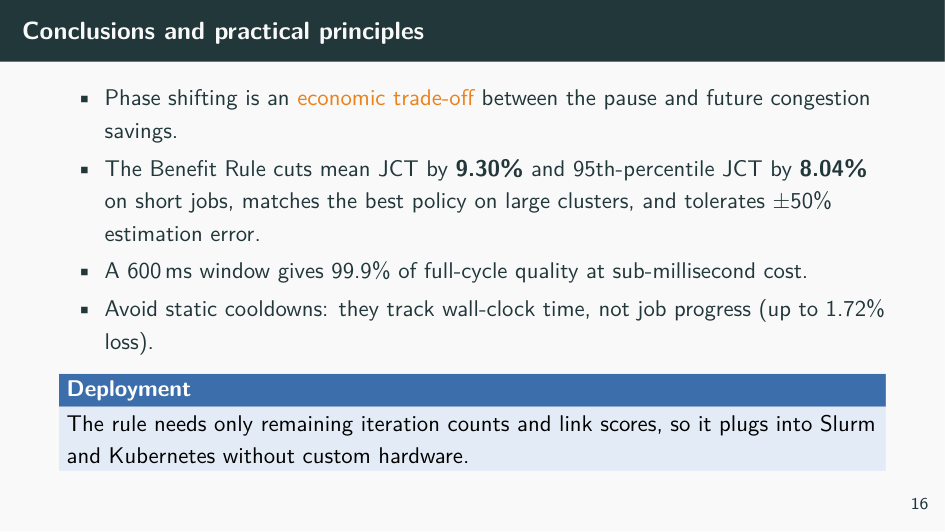 Conclusions and practical principles
▪ Phase shifting is an economic trade-off between the pause and future congestion
savings.
▪ The Benefit Rule cuts mean JCT by 9.30% and 95th-percentile JCT by 8.04%
on short jobs, matches the best policy on large clusters, and tolerates ±50%
estimation error.
▪ A 600 ms window gives 99.9% of full-cycle quality at sub-millisecond cost.
▪ Avoid static cooldowns: they track wall-clock time, not job progress (up to 1.72%
loss).
Deployment
The rule needs only remaining iteration counts and link scores, so it plugs into Slurm
and Kubernetes without custom hardware.
16